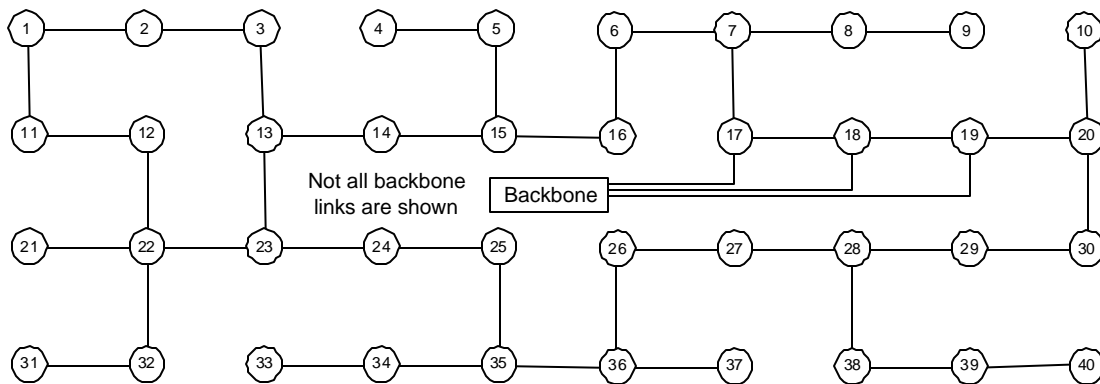 1 2 3 4 5 6 7 8 9 10
11 12 13 14 15 16 17 18 19 20
Not all backbone
links are shown
Backbone
21 22 23 24 25 26 27 28 29 30
31 32 33 34 35 36 37 38 39 40